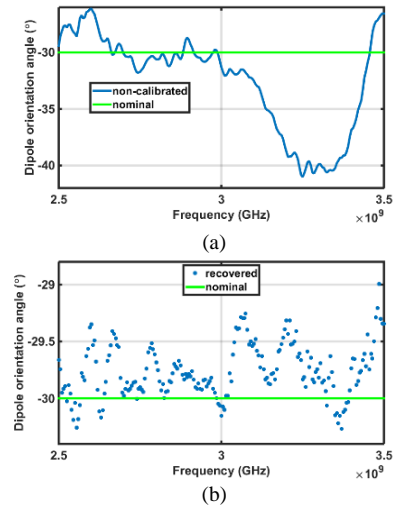 Dipole orientation angle (°)
-30
-35
-40
non-calibrated
nominal
2.5
3
3.5
Frequency (GHz)
×10⁹
(a)
Dipole orientation angle (°)
-29
-29.5
-30
recovered
nominal
2.5
3
3.5
Frequency (GHz)
×10⁹
(b)